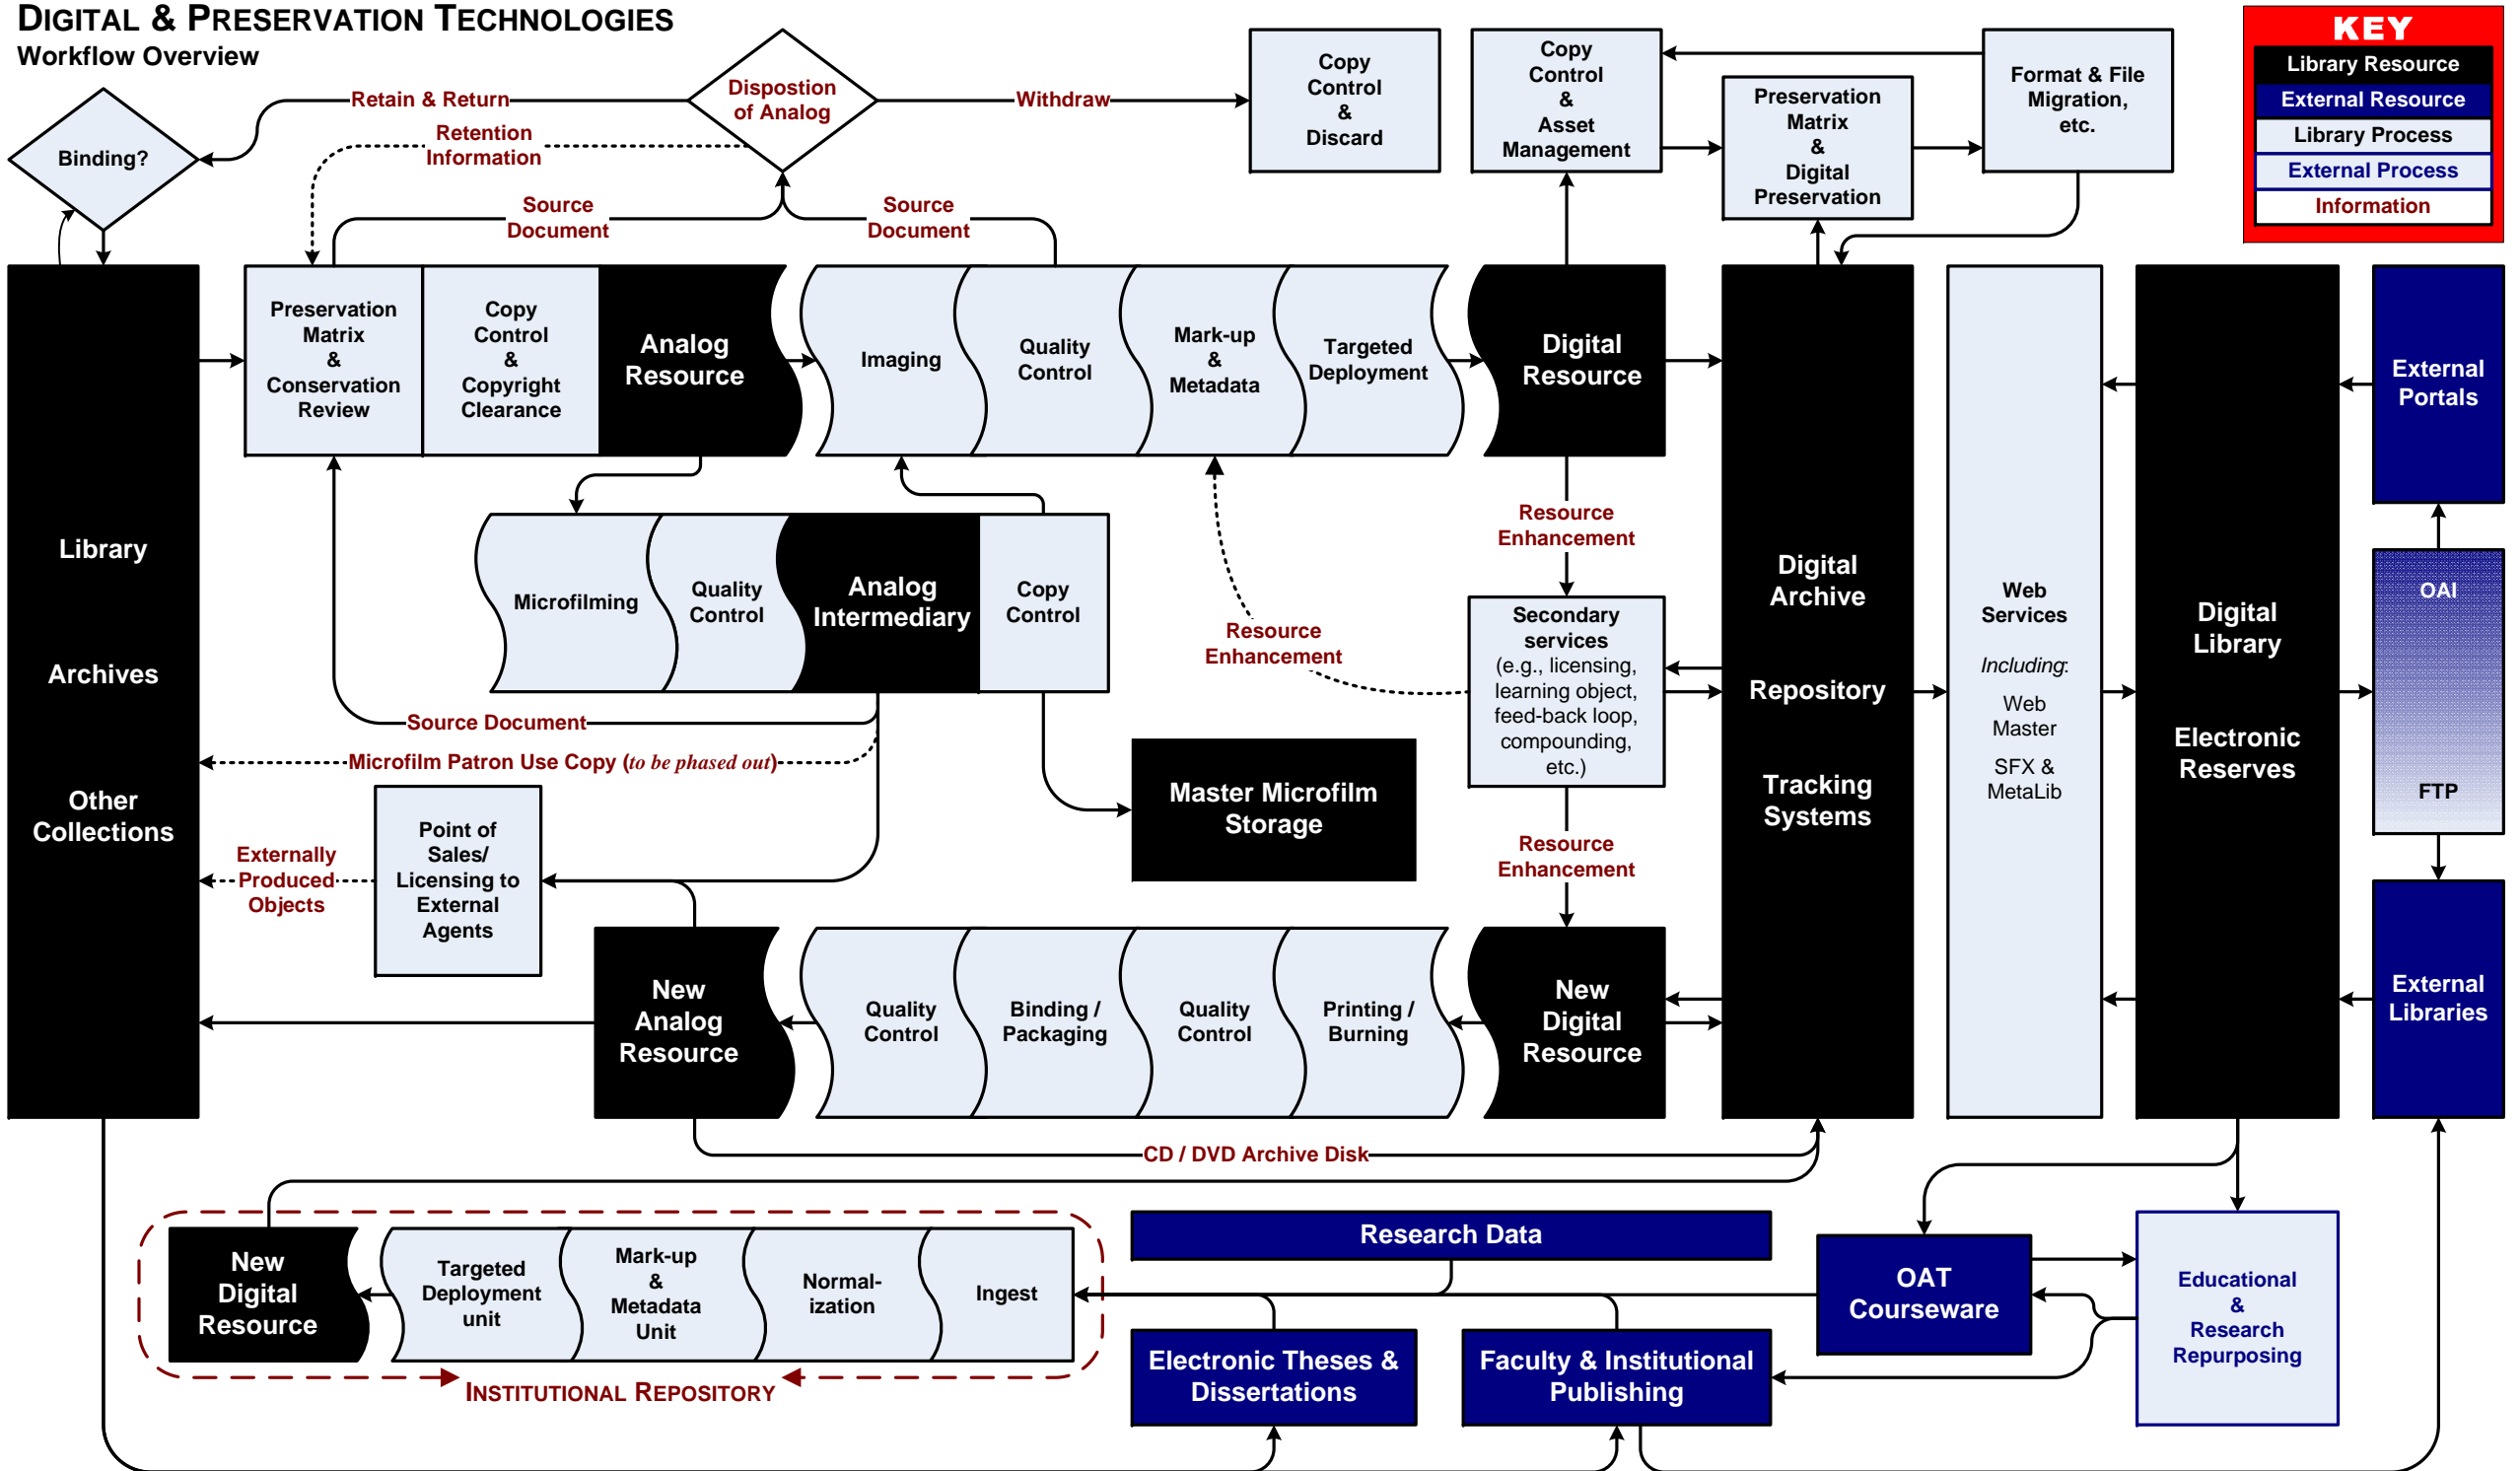 DIGITAL & PRESERVATION TECHNOLOGIES
Workflow Overview
KEY
Library Resource
External Resource
Library Process
External Process
Information
Binding?
Retain & Return
Dispostion
of Analog
Withdraw
Retention
Information
Copy
Control
&
Discard
Copy
Control
&
Asset
Management
Preservation
Matrix
&
Digital
Preservation
Format & File
Migration,
etc.
Source
Document
Source
Document
Library
Archives
Other
Collections
Preservation
Matrix
&
Conservation
Review
Copy
Control
&
Copyright
Clearance
Analog
Resource
Imaging
Quality
Control
Mark-up
&
Metadata
Targeted
Deployment
Digital
Resource
Microfilming
Quality
Control
Analog
Intermediary
Copy
Control
Source Document
Microfilm Patron Use Copy (to be phased out)
Externally
Produced
Objects
Point of
Sales/
Licensing to
External
Agents
Master Microfilm
Storage
Resource
Enhancement
Resource
Enhancement
Secondary
services
(e.g., licensing,
learning object,
feed-back loop,
compounding,
etc.)
Resource
Enhancement
Digital
Archive
Repository
Tracking
Systems
Web
Services
Including:
Web
Master
SFX &
MetaLib
Digital
Library
Electronic
Reserves
External
Portals
OAI
FTP
External
Libraries
New
Analog
Resource
Quality
Control
Binding /
Packaging
Quality
Control
Printing /
Burning
New
Digital
Resource
CD / DVD Archive Disk
New
Digital
Resource
Targeted
Deployment
unit
Mark-up
&
Metadata
Unit
Normal-
ization
Ingest
INSTITUTIONAL REPOSITORY
Research Data
Electronic Theses &
Dissertations
Faculty & Institutional
Publishing
OAT
Courseware
Educational
&
Research
Repurposing